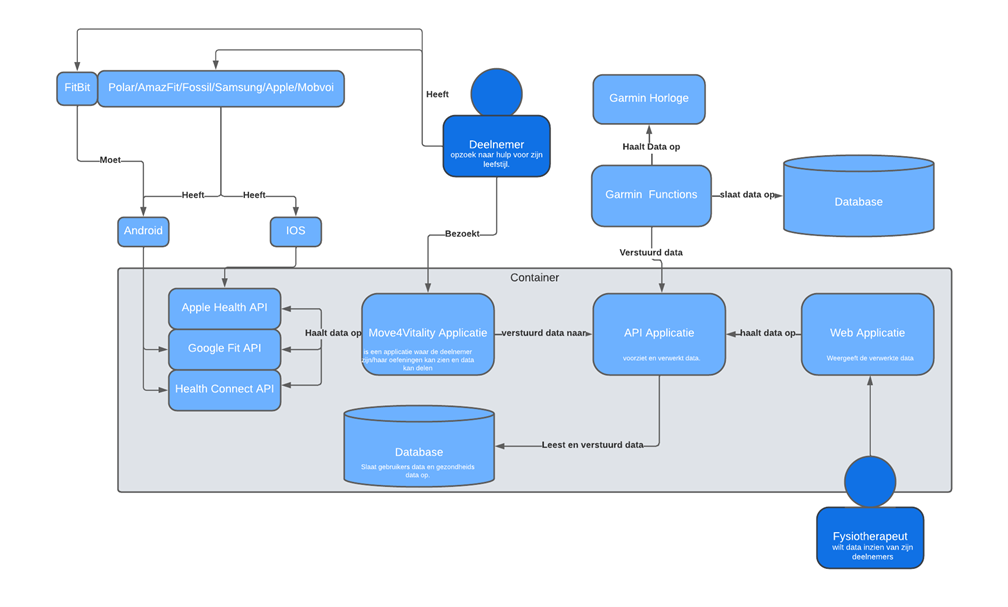 FitBit
Polar/AmazFit/Fossil/Samsung/Apple/Mobvoi
Heeft
Deelnemer
opzoek naar hulp voor zijn
leefstijl.
Garmin Horloge
Haalt Data op
Garmin Functions
slaat data op
Database
Moet
Heeft
Heeft
Android
IOS
Bezoekt
Verstuurd data
Container
Apple Health API
Google Fit API
Health Connect API
Haalt data op
Move4Vitality Applicatie
is een applicatie waar de deelnemer
zijn/haar oefeningen kan zien en data
kan delen
verstuurd data naar
API Applicatie
voorziet en verwerkt data.
haalt data op
Web Applicatie
Weergeeft de verwerkte data
Leest en verstuurd data
Database
Slaat gebruikers data en gezondheids
data op.
Fysiotherapeut
wilt data inzien van zijn
deelnemers